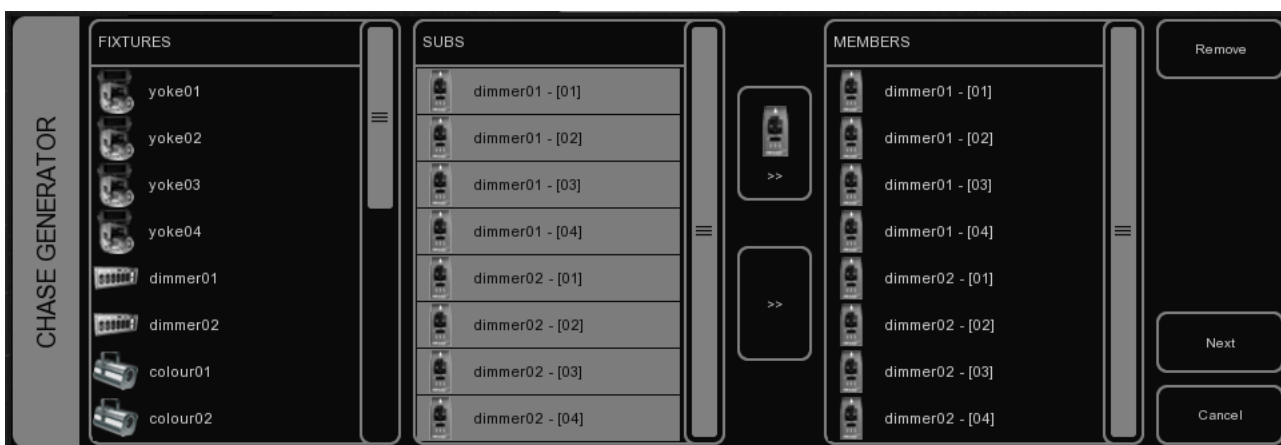 CHASE GENERATOR
FIXTURES
yoke01
yoke02
yoke03
yoke04
dimmer01
dimmer02
colour01
colour02
SUBS
dimmer01 - [01]
dimmer01 - [02]
dimmer01 - [03]
dimmer01 - [04]
dimmer02 - [01]
dimmer02 - [02]
dimmer02 - [03]
dimmer02 - [04]
>>
>>
MEMBERS
dimmer01 - [01]
dimmer01 - [02]
dimmer01 - [03]
dimmer01 - [04]
dimmer02 - [01]
dimmer02 - [02]
dimmer02 - [03]
dimmer02 - [04]
Remove
Next
Cancel